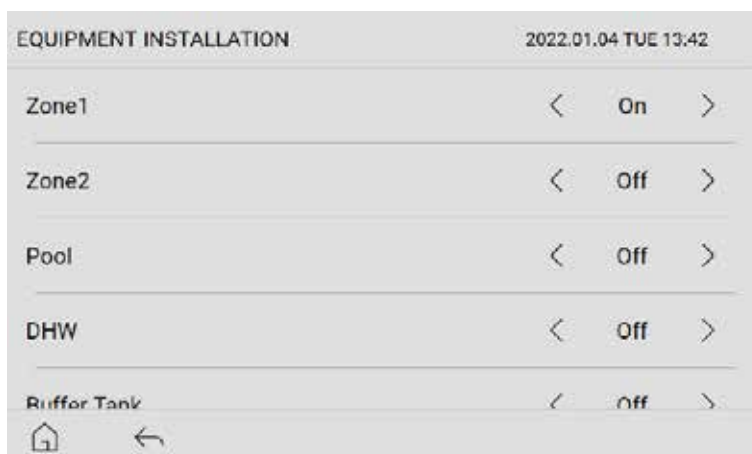 EQUIPMENT INSTALLATION 2022.01.04 TUE 13:42
Zone1 < On >
Zone2 < Off >
Pool < Off >
DHW < Off >
Buffer Tank < Off >